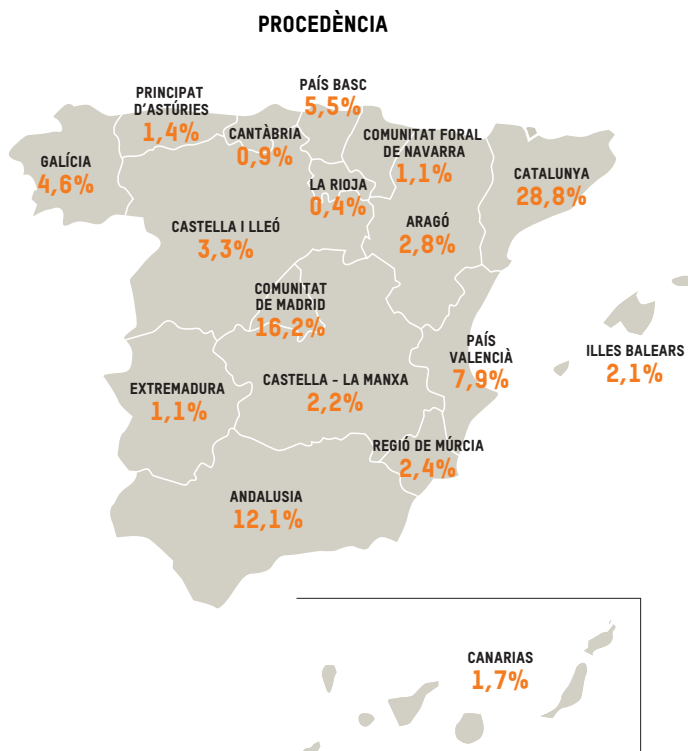 PROCEDÈNCIA
PAÍS BASC
5,5%
PRINCIPAT
D'ASTÚRIES
1,4%
CANTÀBRIA
0,9%
COMUNITAT FORAL
DE NAVARRA
1,1%
GALÍCIA
4,6%
CATALUNYA
28,8%
LA RIOJA
0,4%
CASTELLA I LLEÓ
3,3%
ARAGÓ
2,8%
COMUNITAT
DE MADRID
16,2%
PAÍS
VALENCIÀ
7,9%
ILLES BALEARS
2,1%
EXTREMADURA
1,1%
CASTELLA - LA MANXA
2,2%
REGIÓ DE MÚRCIA
2,4%
ANDALUSIA
12,1%
CANARIAS
1,7%